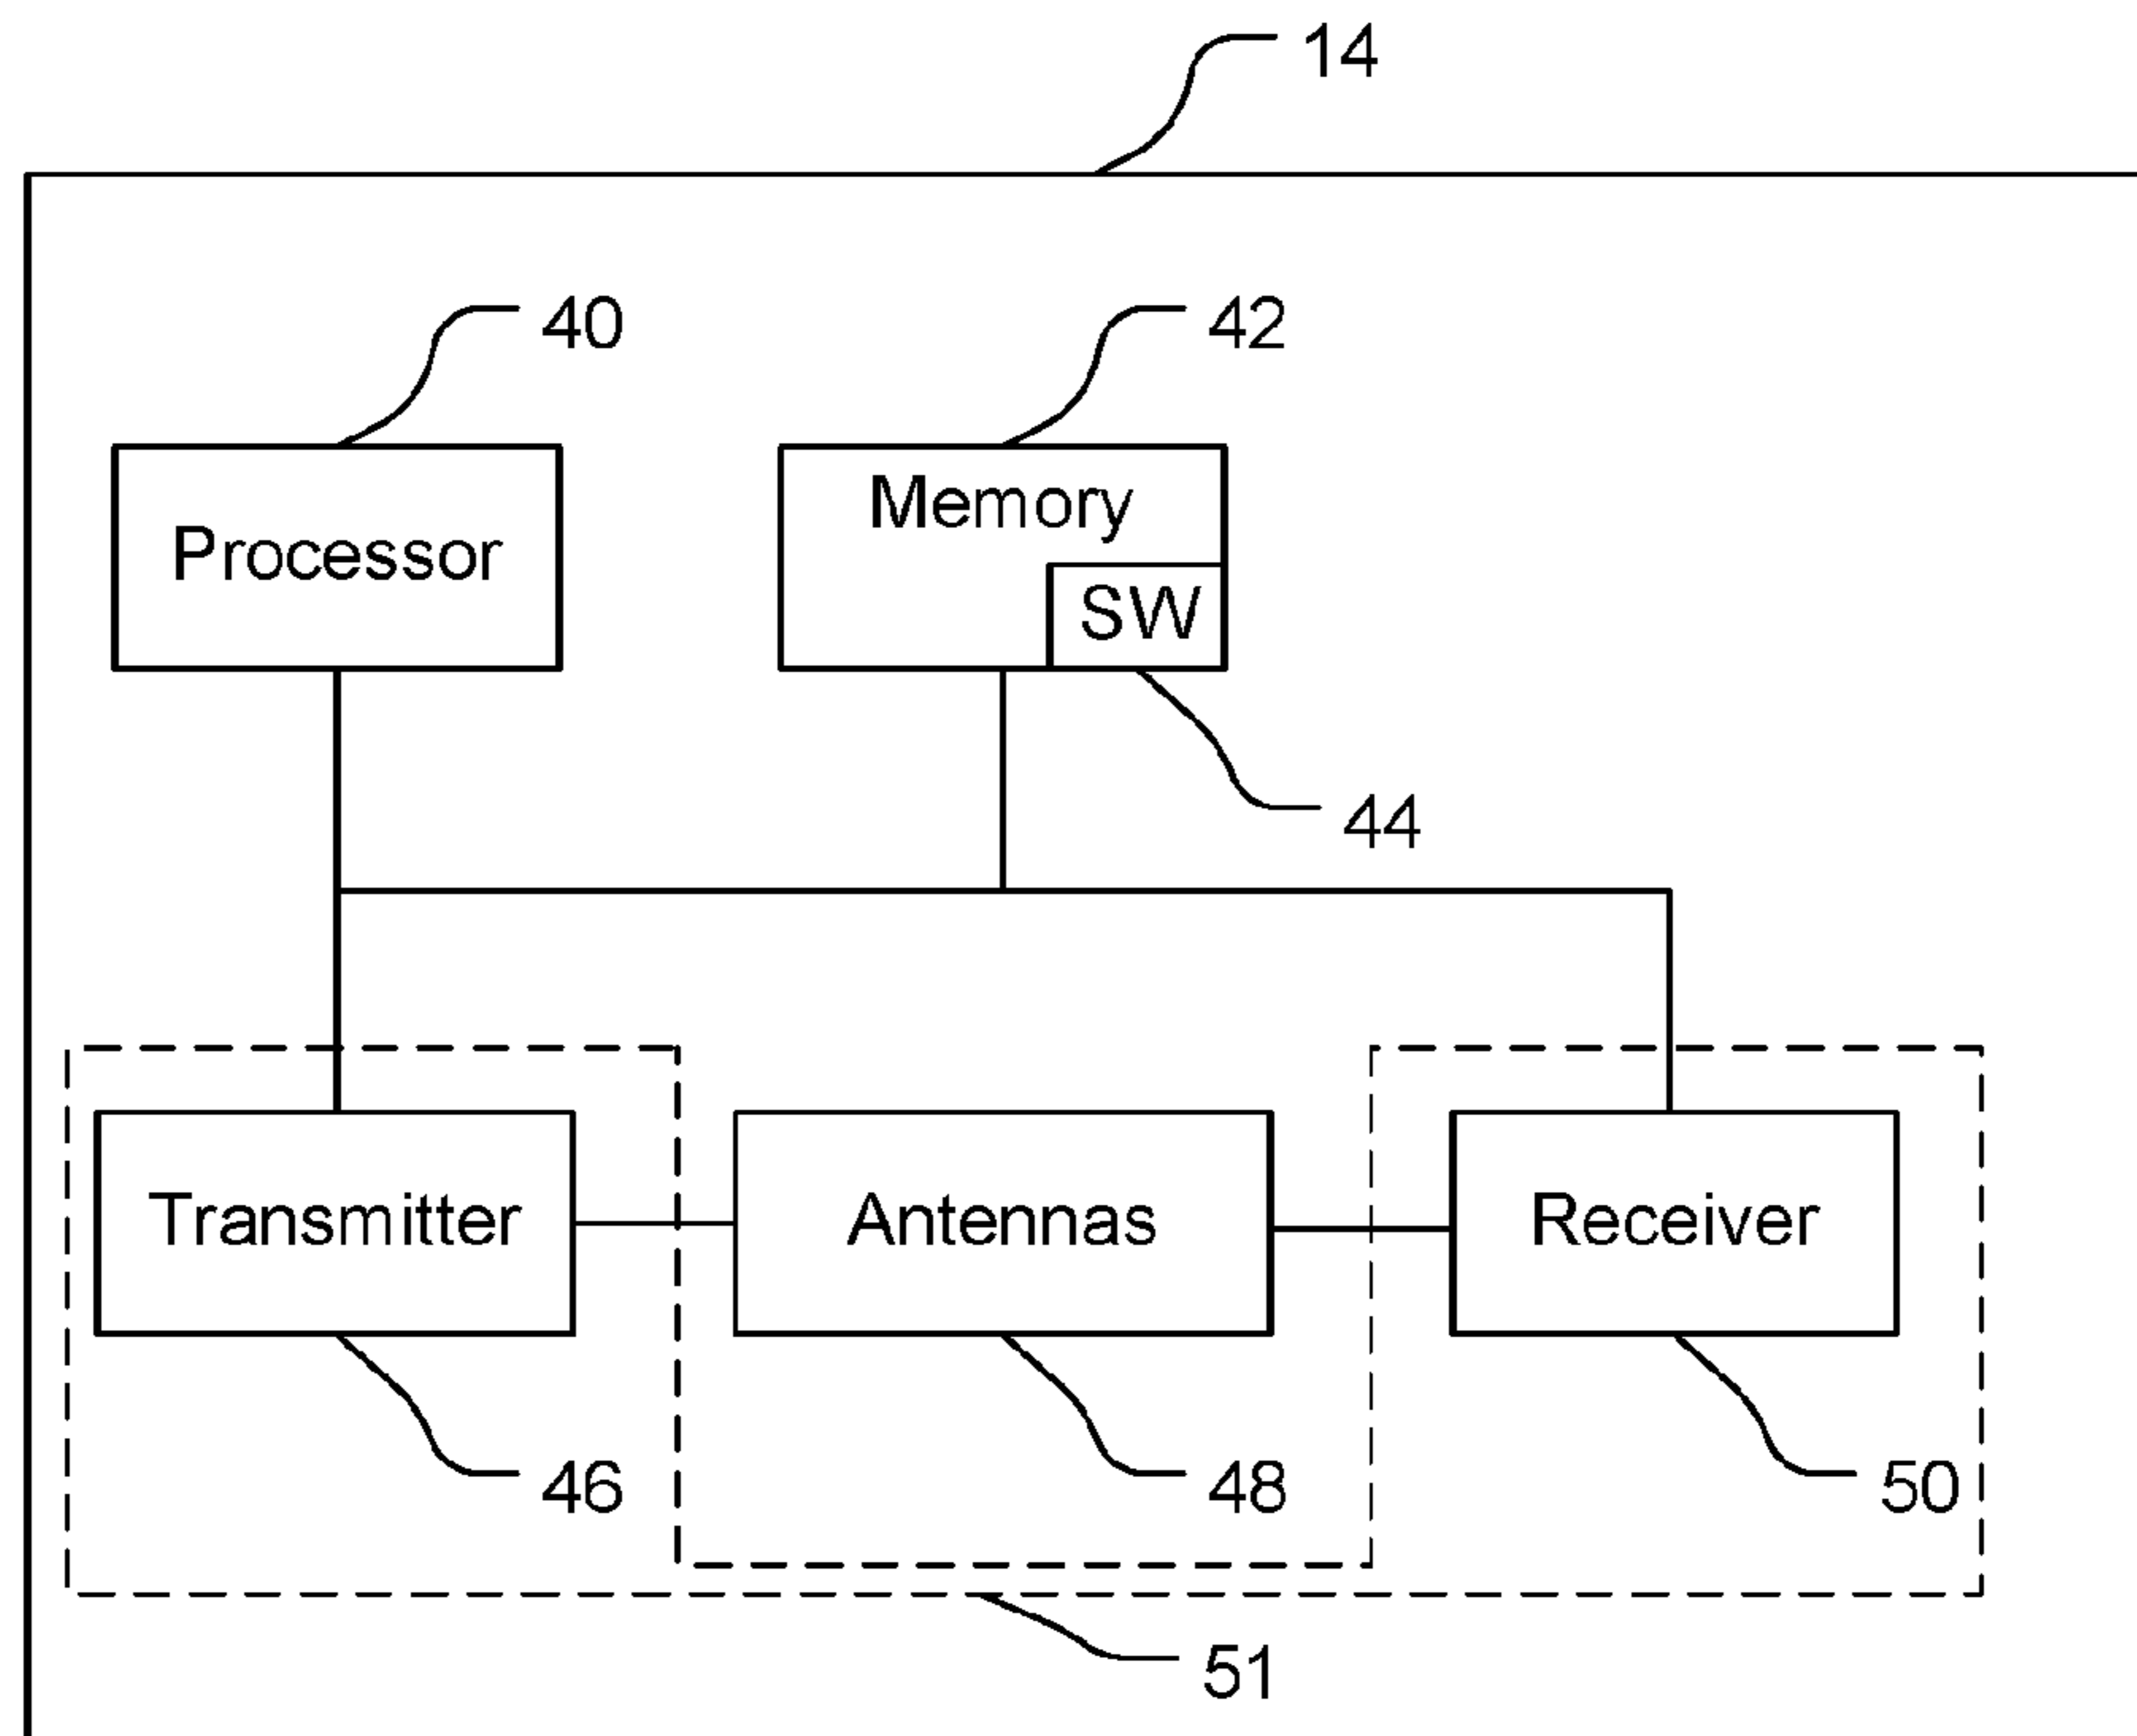 14
40
42
Processor
Memory
SW
44
Transmitter
Antennas
Receiver
46
48
50
51